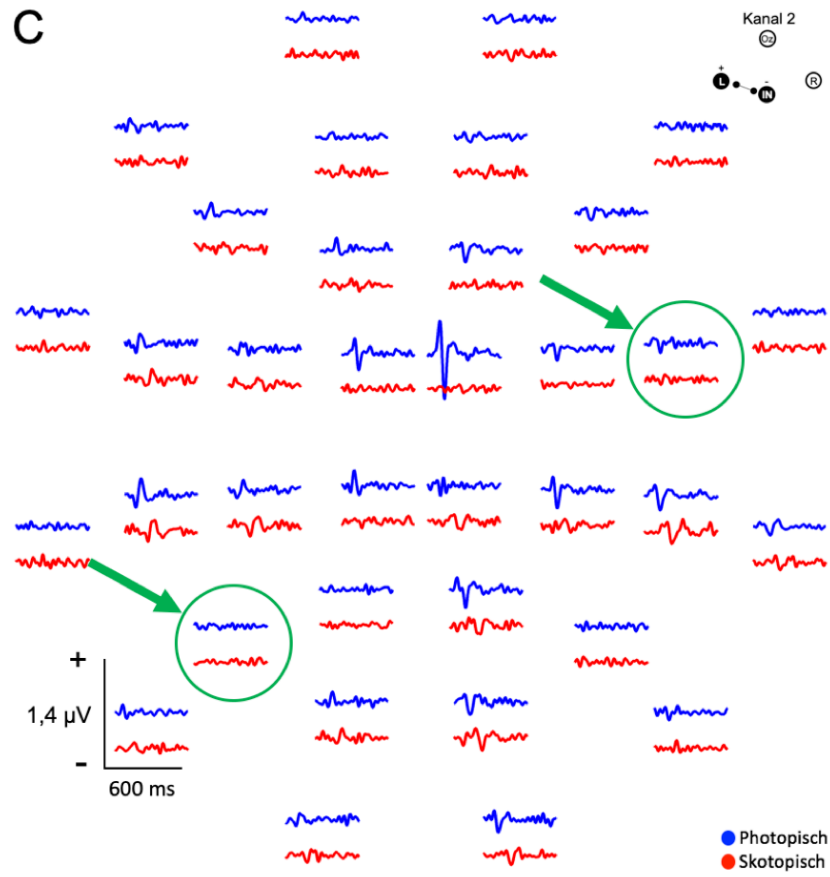 C
Kanal 2
Oz
+
-
L
IN
R
+
1,4 µV
-
600 ms
Photopisch
Skotopisch